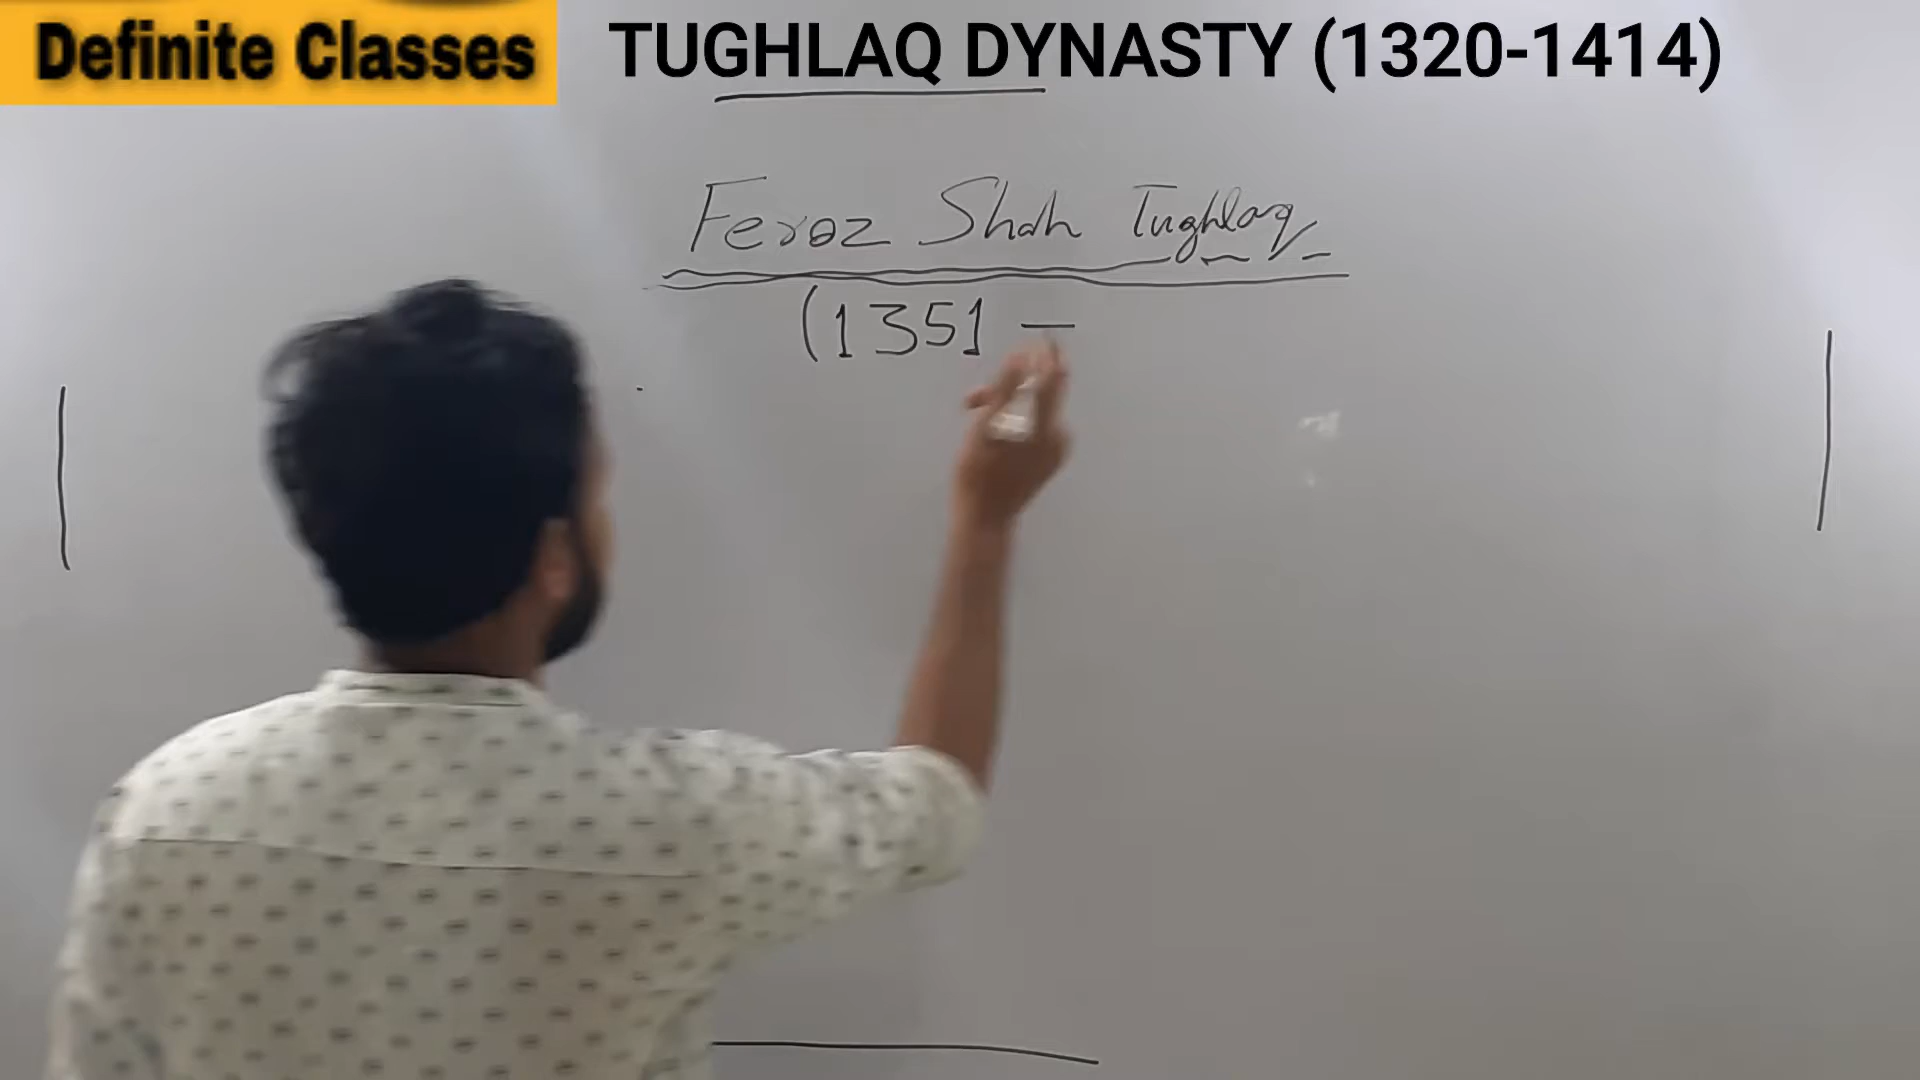 Definite Classes
TUGHLAQ DYNASTY (1320-1414)
Feroz Shah Tughlaq
(1351 –